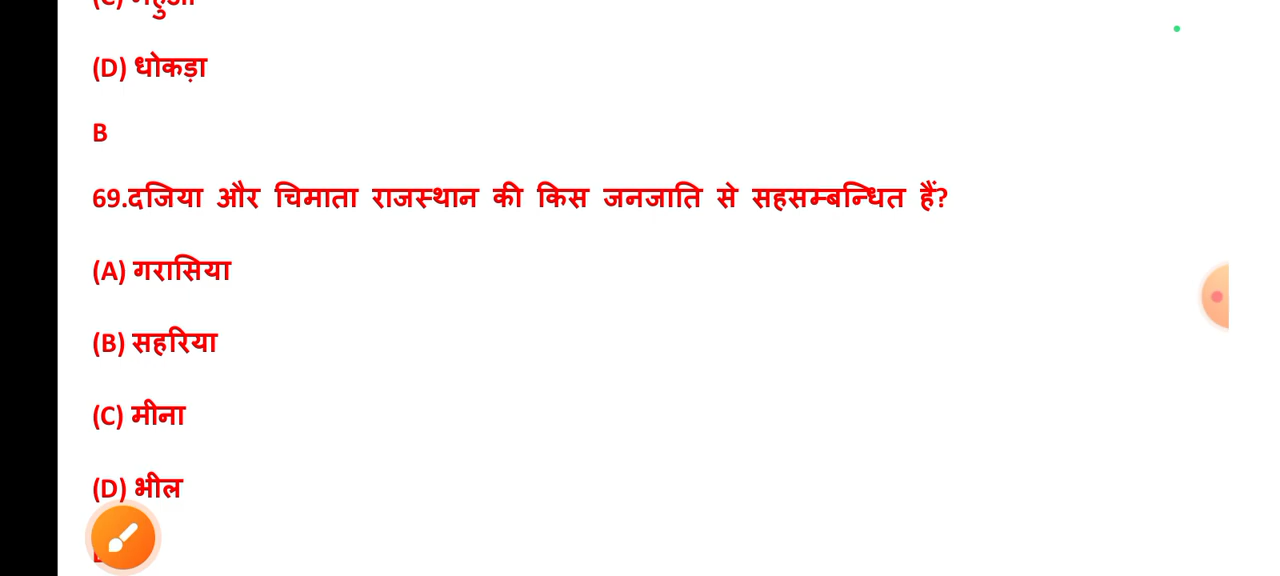 (D) धोकड़ा
B
69.दजिया और चिमाता राजस्थान की किस जनजाति से सहसम्बन्धित हैं?
(A) गरासिया
(B) सहरिया
(C) मीना
(D) भील